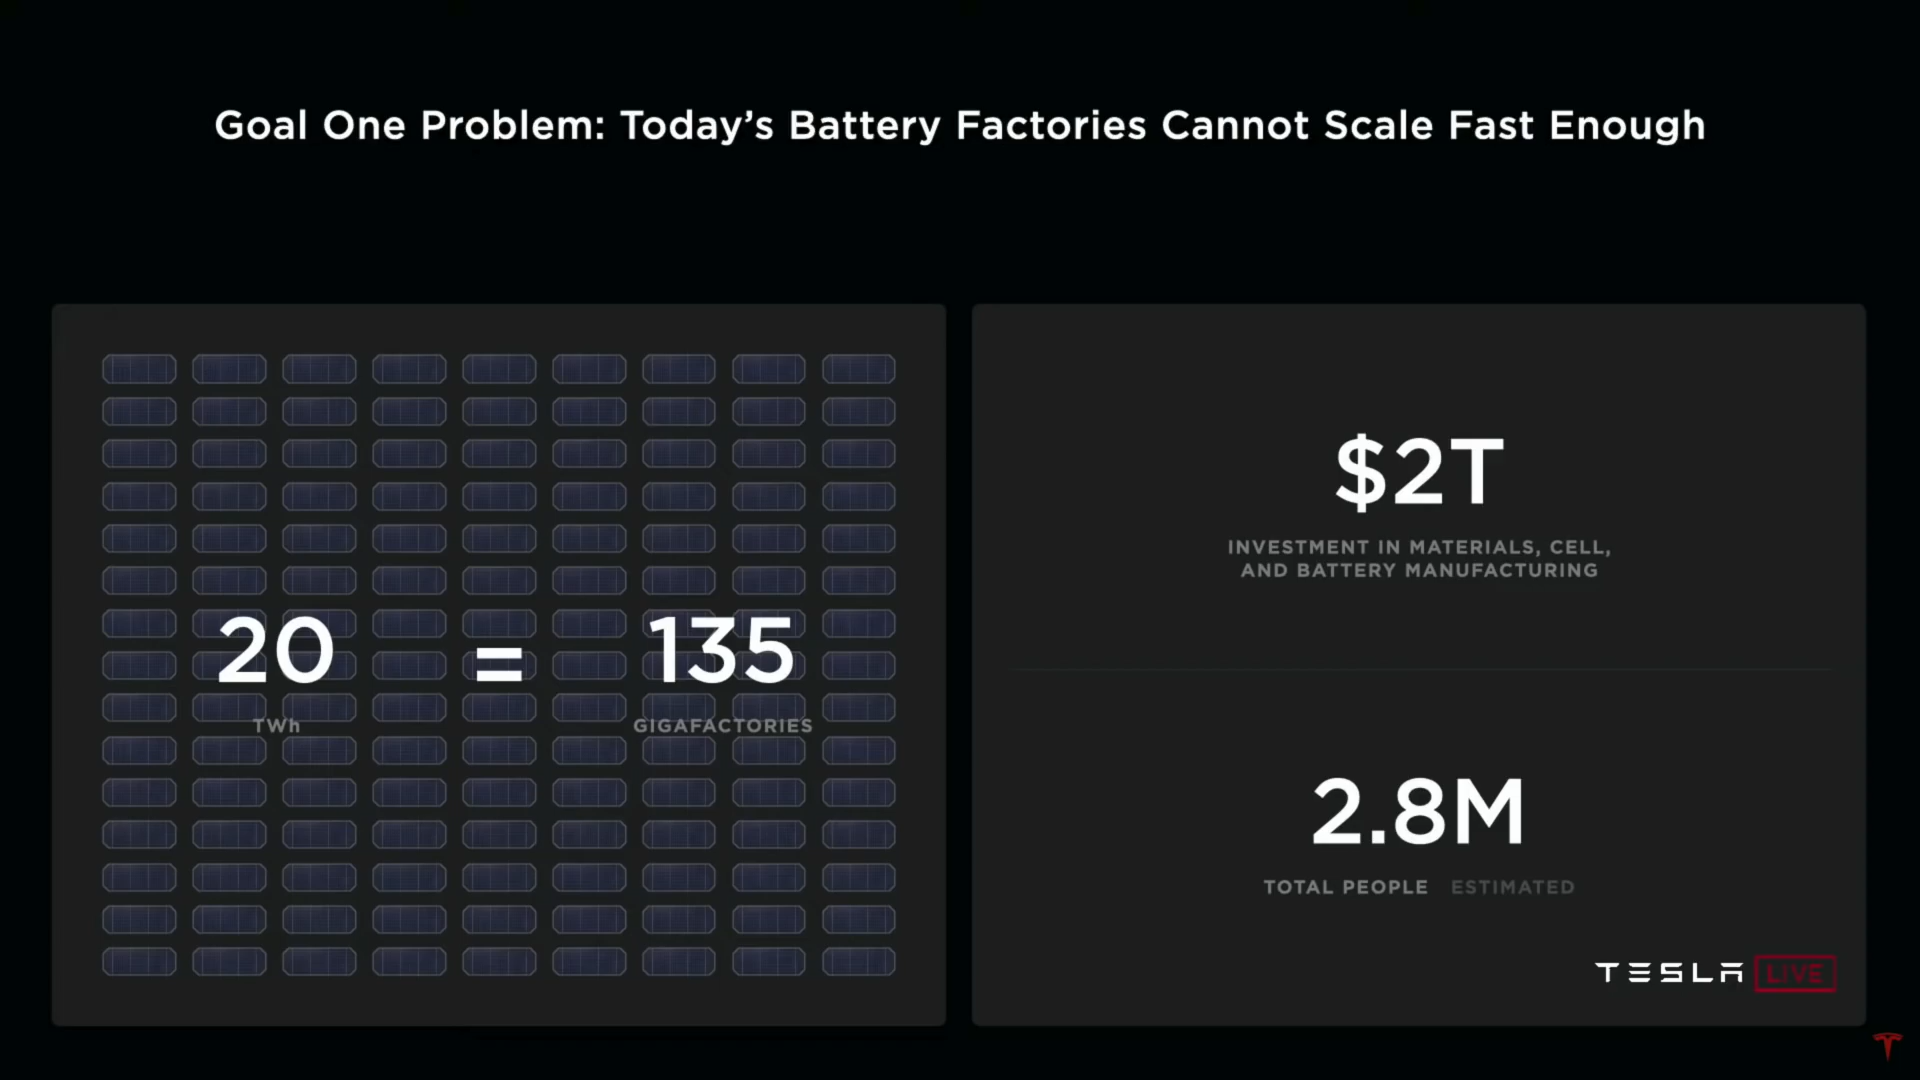 Goal One Problem: Today’s Battery Factories Cannot Scale Fast Enough
20 = 135
TWh GIGAFACTORIES
$2T
INVESTMENT IN MATERIALS, CELL,
AND BATTERY MANUFACTURING
2.8M
TOTAL PEOPLE ESTIMATED
TESLA LIVE